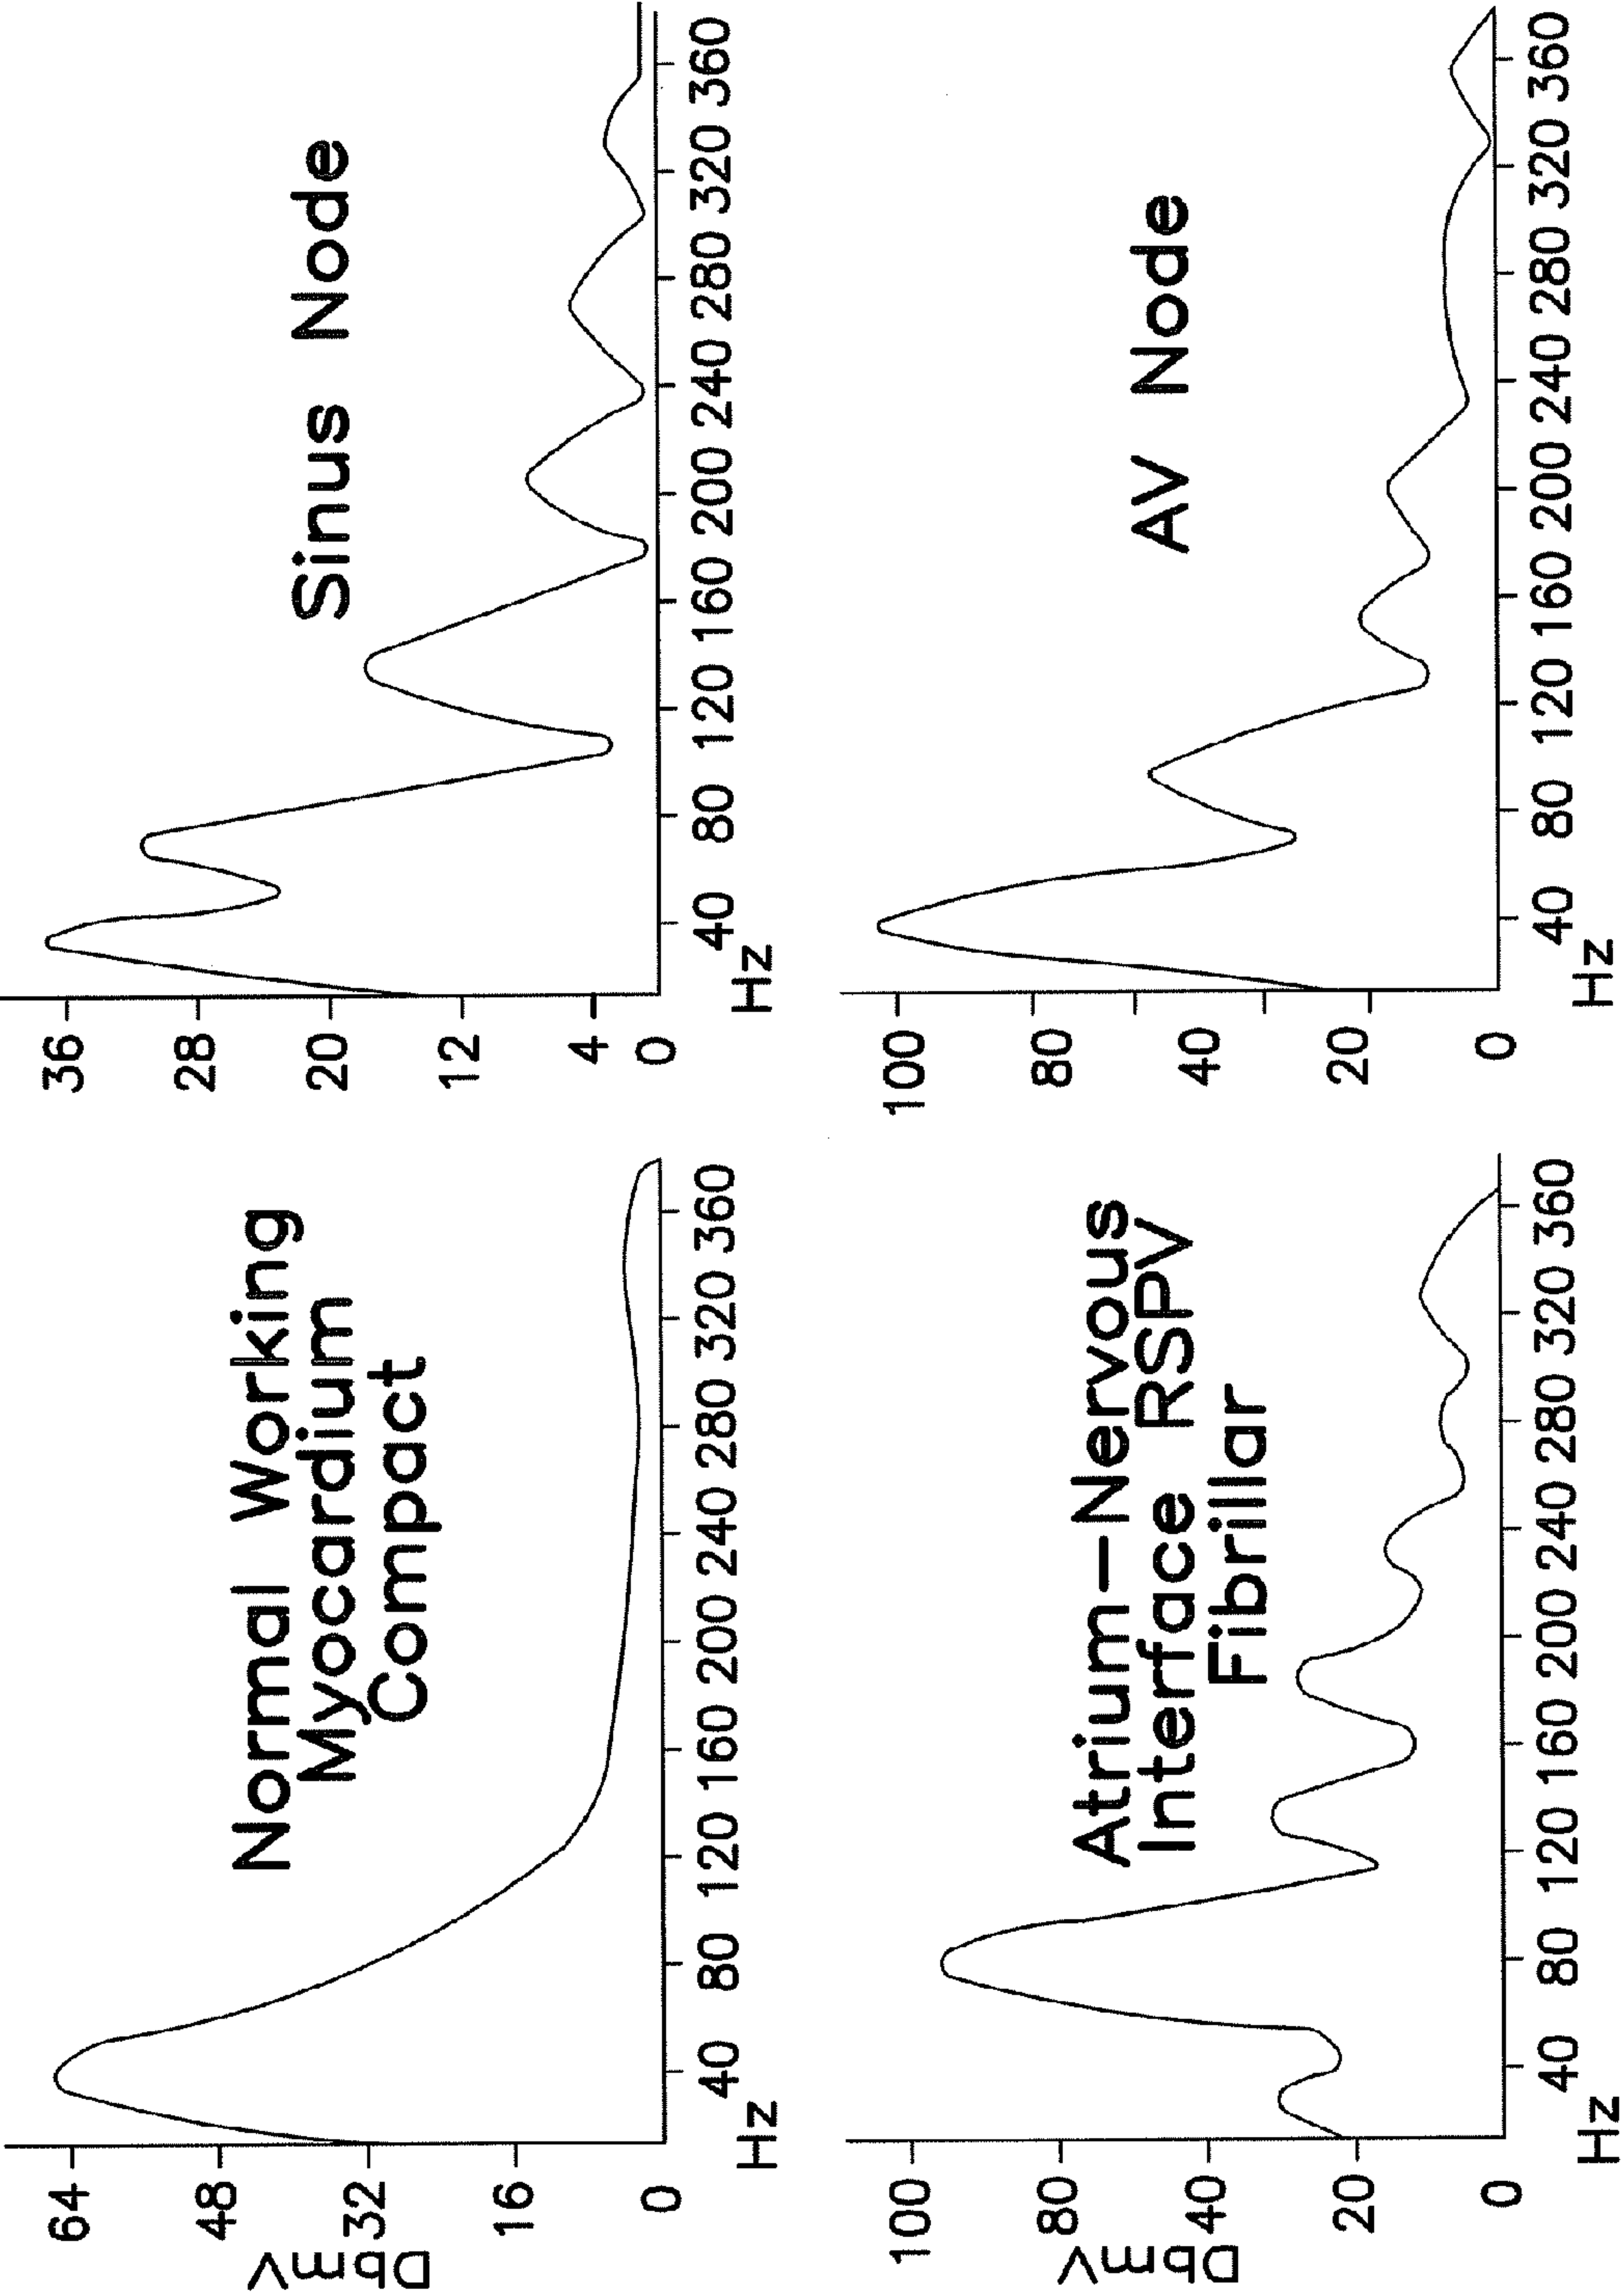 Normal Working
Myocardium
Compact
DbmV
64
48
32
16
0
Hz
40 80 120 160 200 240 280 320 360
Sinus Node
36
28
20
12
4
0
Hz
40 80 120 160 200 240 280 320 360
Atrium-Nervous
Interface RSPV
Fibrillar
DbmV
100
80
40
20
0
Hz
40 80 120 160 200 240 280 320 360
AV Node
100
80
40
20
0
Hz
40 80 120 160 200 240 280 320 360